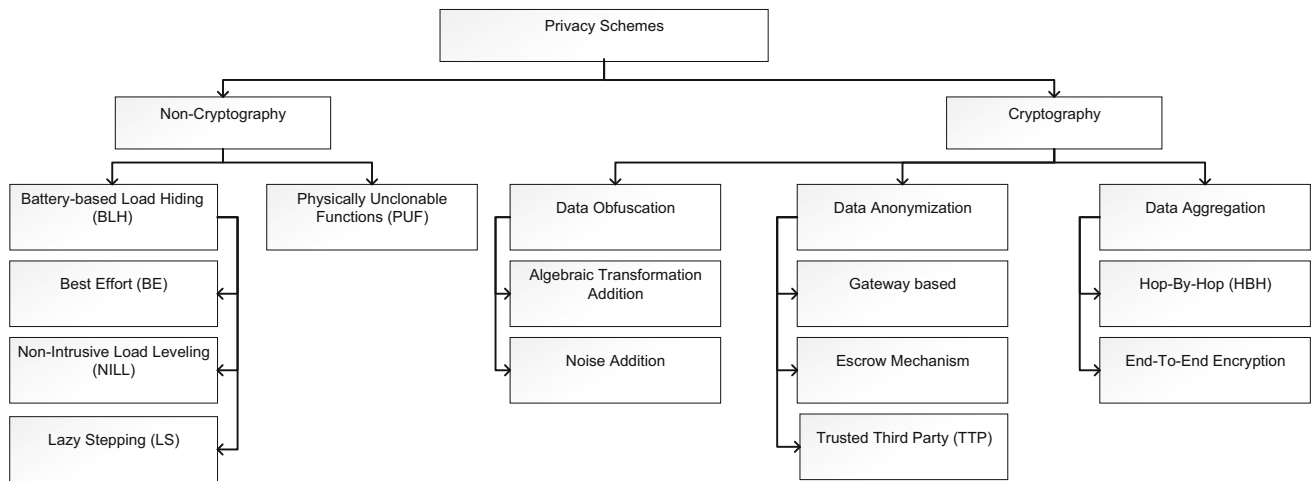 Privacy Schemes
Non-Cryptography
Cryptography
Battery-based Load Hiding
(BLH)
Physically Unclonable
Functions (PUF)
Data Obfuscation
Data Anonymization
Data Aggregation
Best Effort (BE)
Algebraic Transformation
Addition
Gateway based
Hop-By-Hop (HBH)
Non-Intrusive Load Leveling
(NILL)
Noise Addition
Escrow Mechanism
End-To-End Encryption
Lazy Stepping (LS)
Trusted Third Party (TTP)